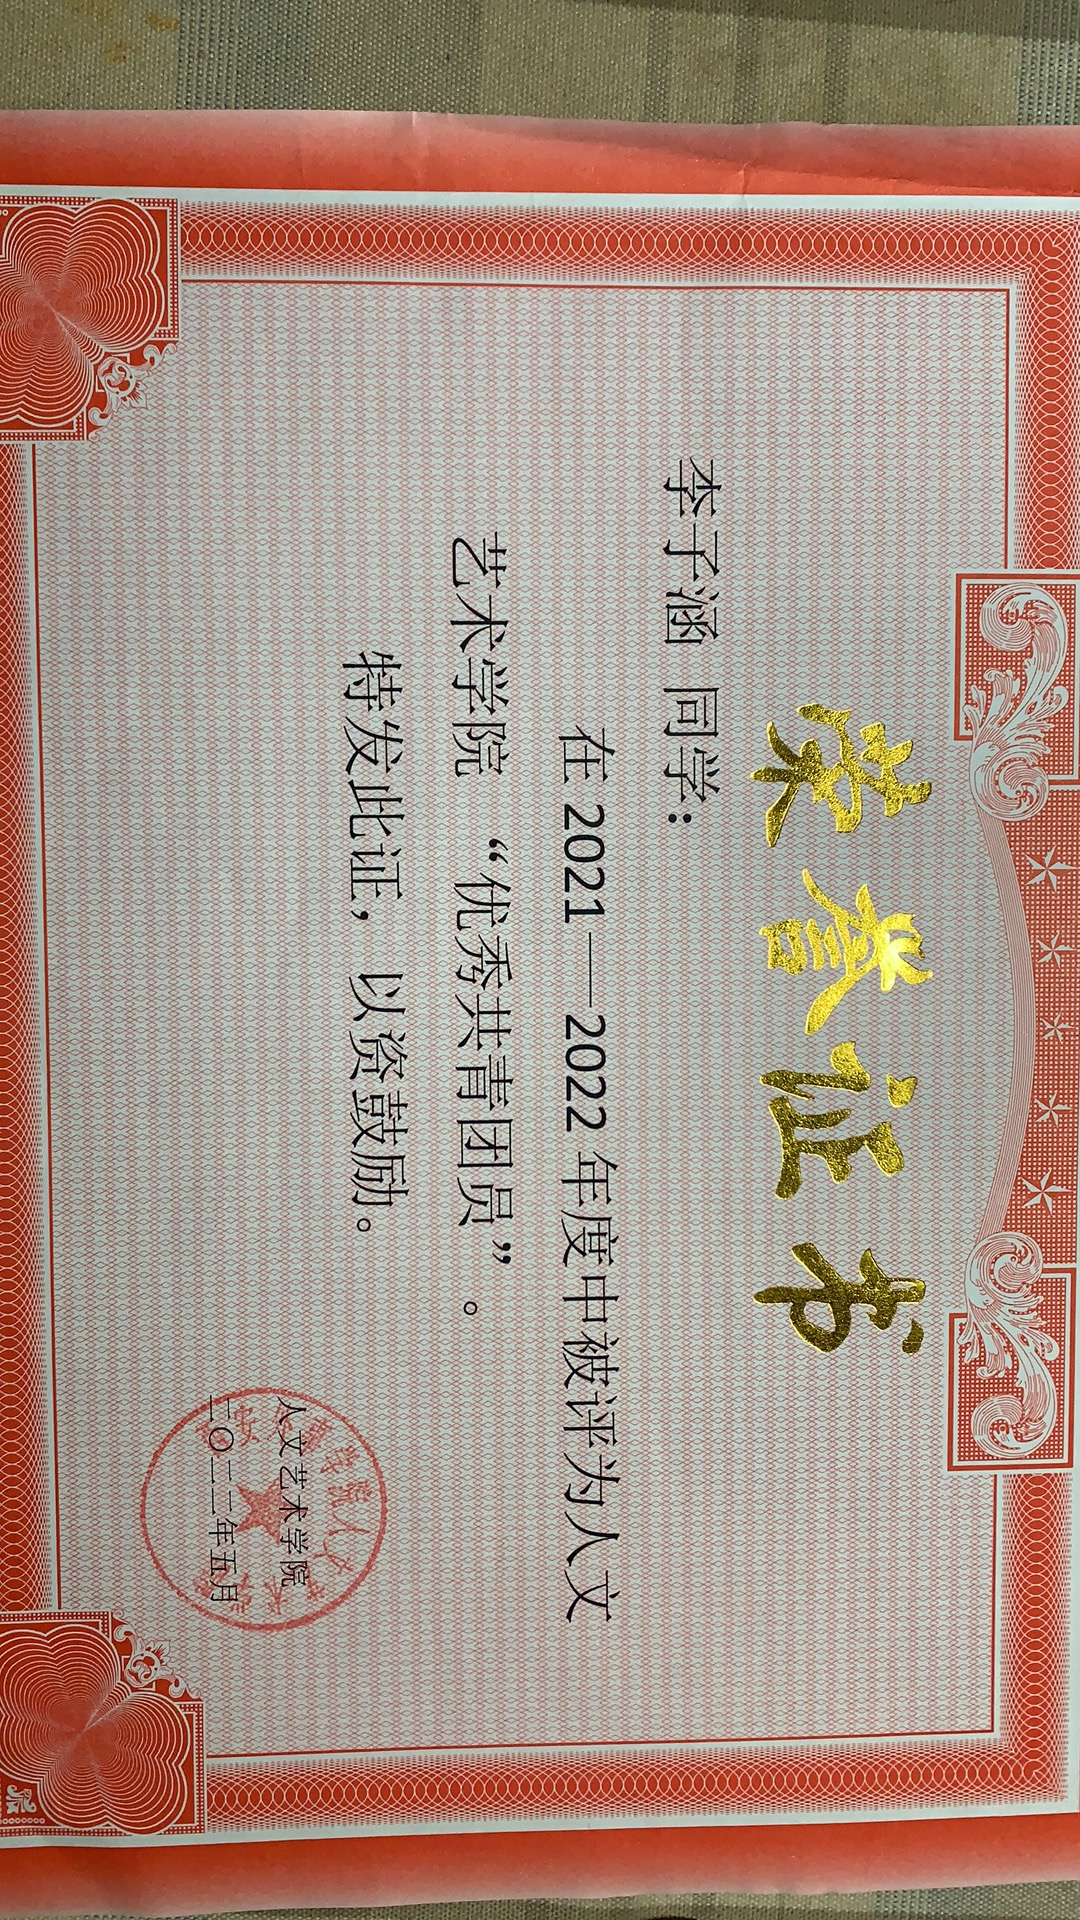 荣誉证书
李子涵 同学：
在 2021—2022 年度中被评为人文
艺术学院 “优秀共青团员”。
特发此证，以资鼓励。
人文艺术学院
二〇二二年五月